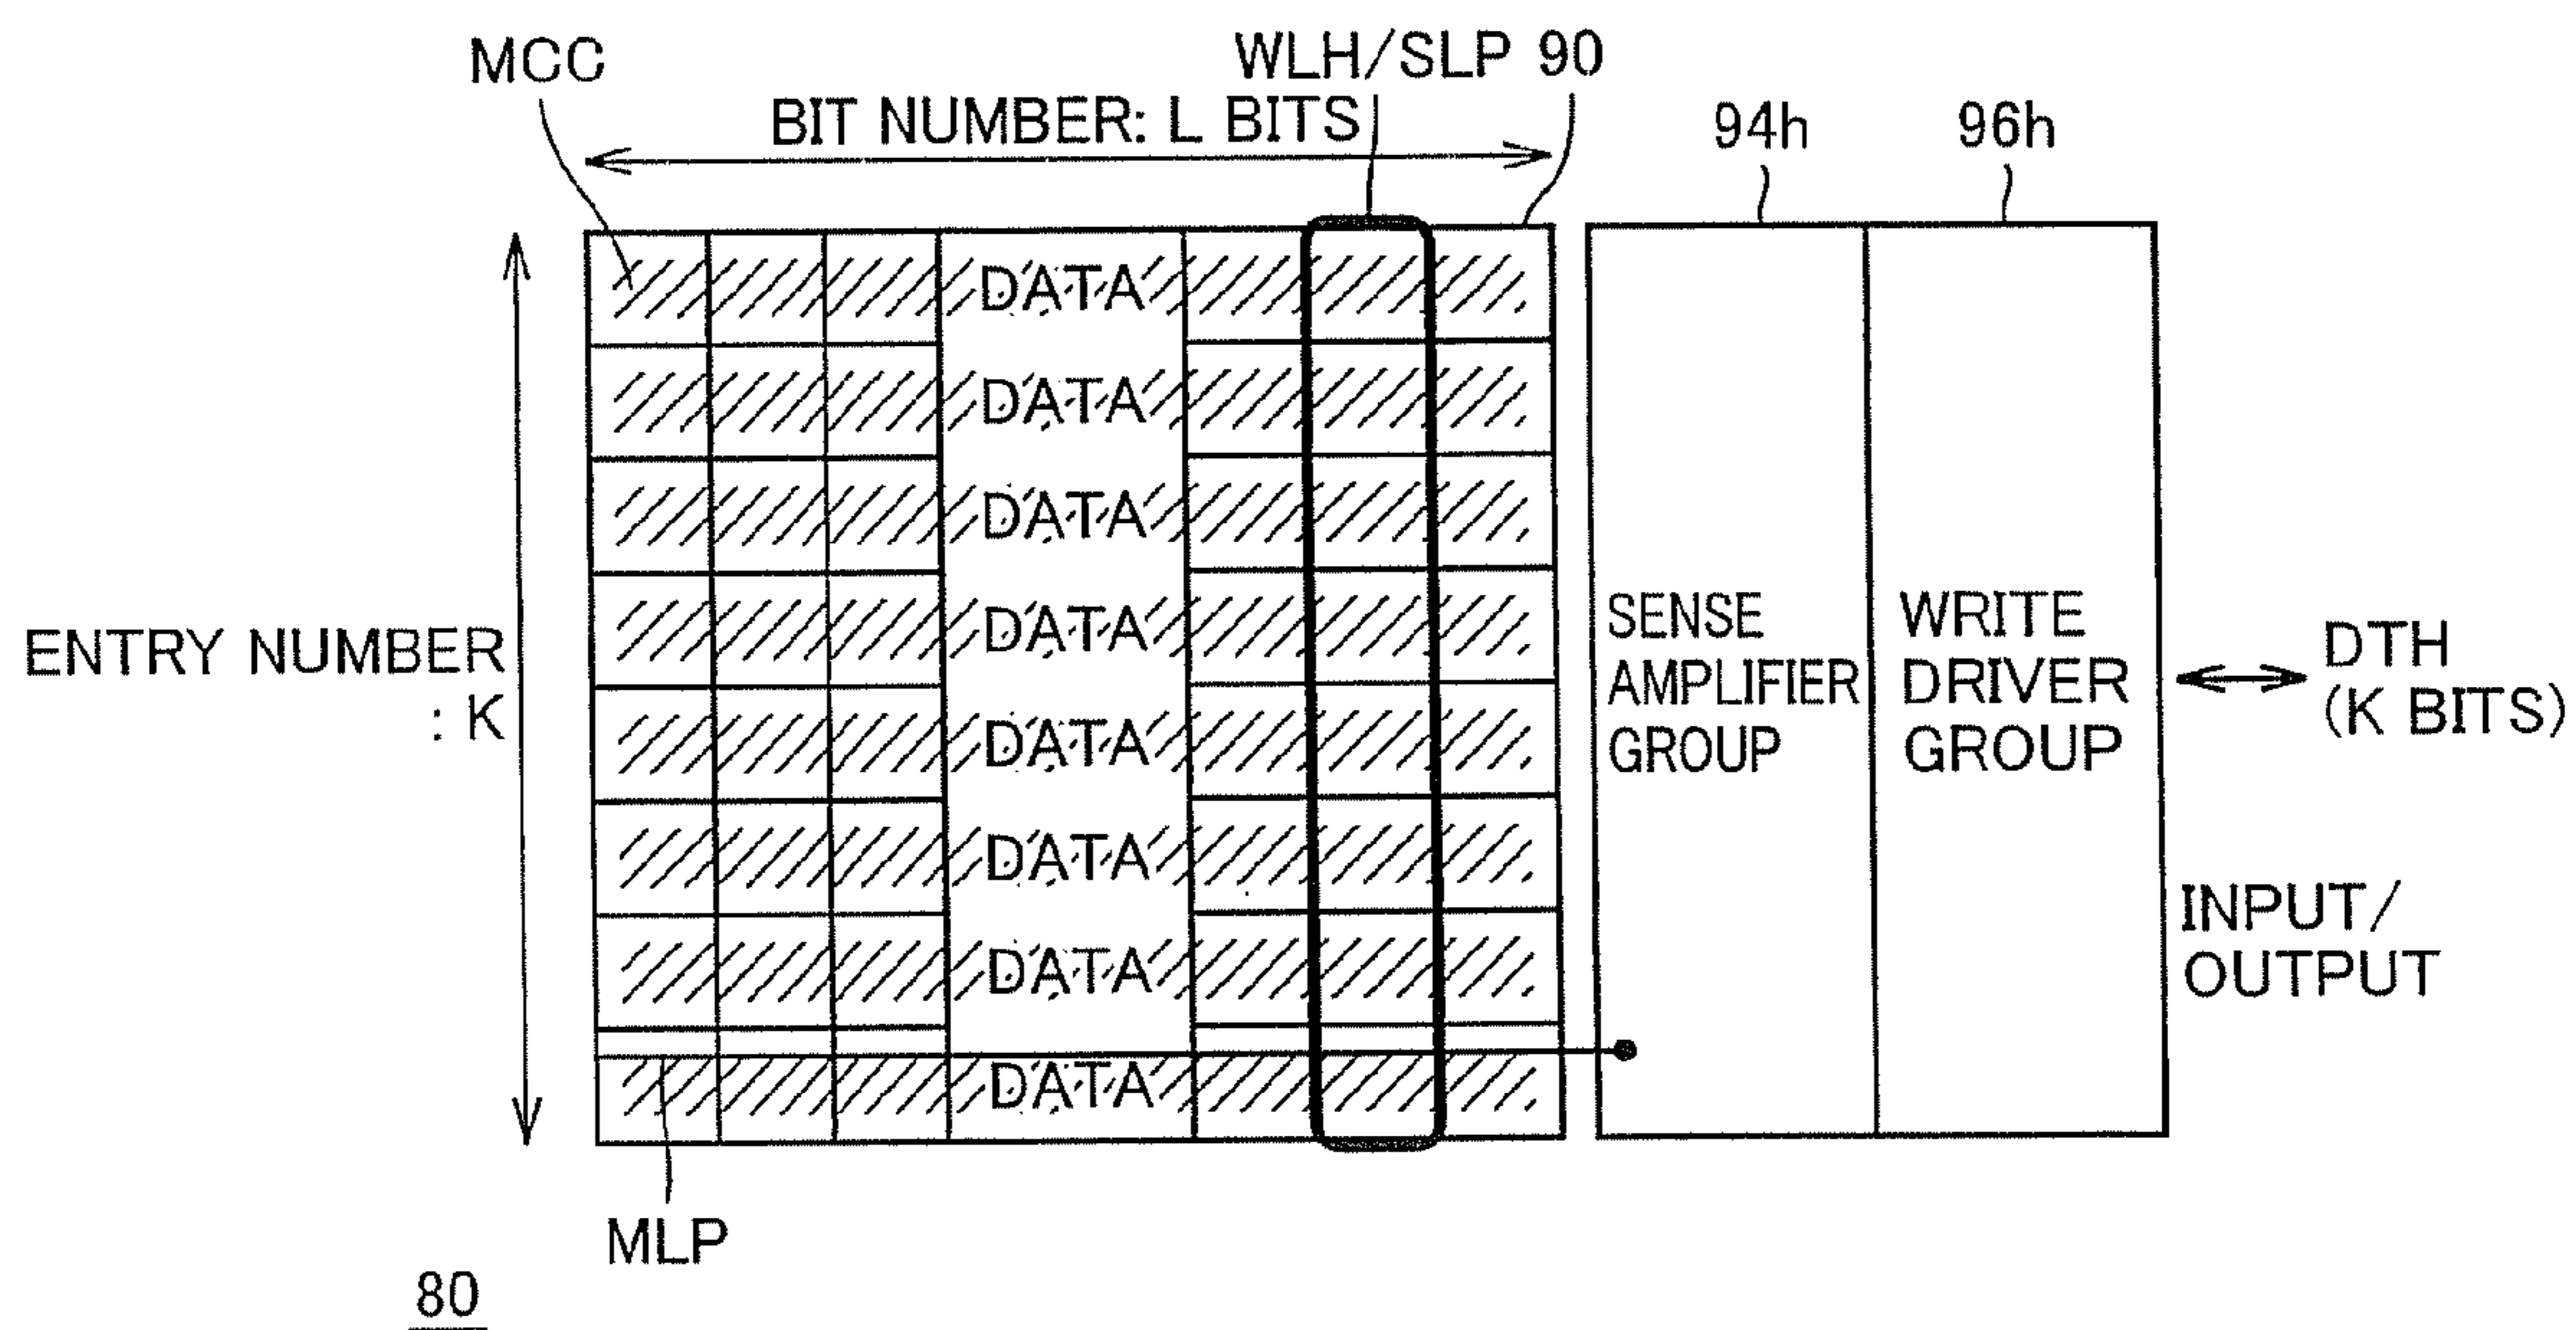 MCC
WLH/SLP 90
BIT NUMBER: L BITS
94h
96h
DATA
DATA
DATA
DATA
DATA
DATA
DATA
DATA
ENTRY NUMBER
: K
SENSE
AMPLIFIER
GROUP
WRITE
DRIVER
GROUP
DTH
(K BITS)
INPUT/
OUTPUT
MLP
80